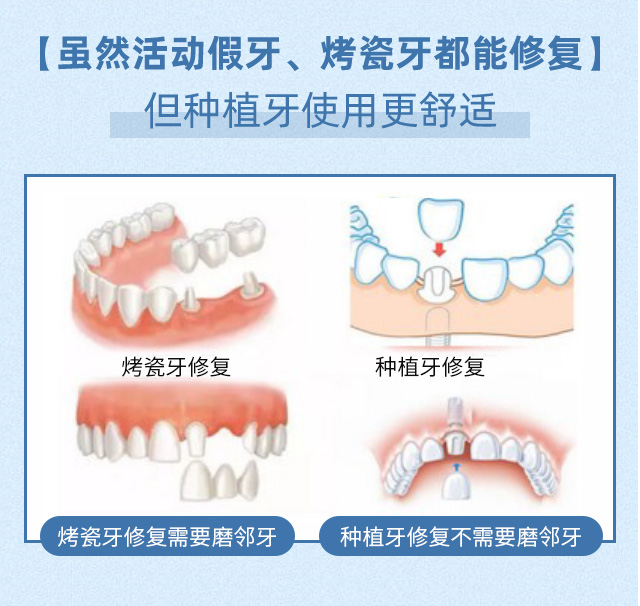 【虽然活动假牙、烤瓷牙都能修复】
但种植牙使用更舒适
烤瓷牙修复
种植牙修复
烤瓷牙修复需要磨邻牙
种植牙修复不需要磨邻牙